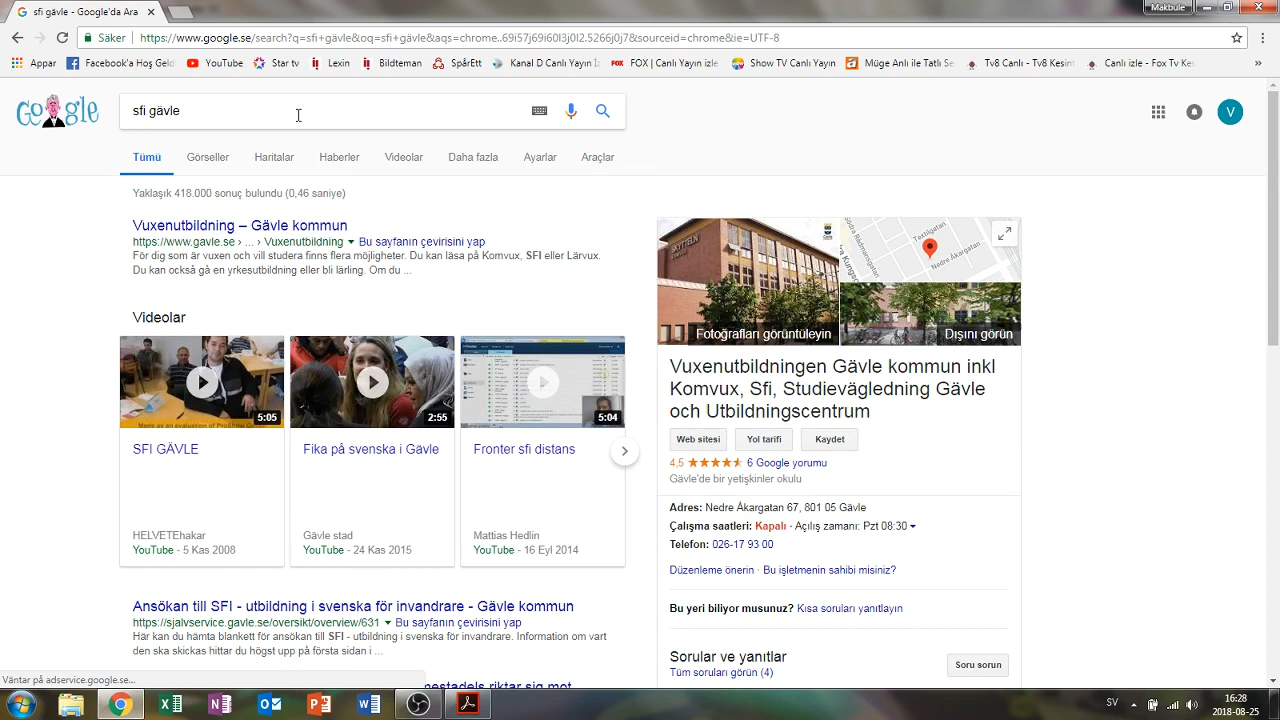 sfi gävle - Google'da Ara
Makbule
Säker
https://www.google.se/search?q=sfi+gävle&oq=sfi+gävle&aqs=chrome..69i57j69i60l3j0l2.5266j0j7&sourceid=chrome&ie=UTF-8
Appar
Facebook'a Hoş Geld
YouTube
Star tv
Lexin
Bildteman
SpårEtt
Kanal D Canlı Yayın İz
FOX | Canlı Yayın izle
Show TV Canlı Yayın
Müge Anlı ile Tatlı Se
Tv8 Canlı - Tv8 Kesint
Canlı izle - Fox Tv Kes
sfi gävle
V
Tümü
Görseller
Haritalar
Haberler
Videolar
Daha fazla
Ayarlar
Araçlar
Yaklaşık 418.000 sonuç bulundu (0,46 saniye)
Vuxenutbildning – Gävle kommun
https://www.gavle.se › ... › Vuxenutbildning ▾ Bu sayfanın çevirisini yap
För dig som är vuxen och vill studera finns flera möjligheter. Du kan läsa på Komvux, SFI eller Lärvux.
Du kan också gå en yrkesutbildning eller bli lärling. Om du ...
Videolar
5:05
2:55
5:04
SFI GÄVLE
Fika på svenska i Gävle
Fronter sfi distans
HELVETEhakar
Gävle stad
Mattias Hedlin
YouTube - 5 Kas 2008
YouTube - 24 Kas 2015
YouTube - 16 Eyl 2014
Ansökan till SFI - utbildning i svenska för invandrare - Gävle kommun
https://sjalvservice.gavle.se/oversikt/overview/631 ▾ Bu sayfanın çevirisini yap
Här kan du hämta blankett för ansökan till SFI - utbildning i svenska för invandrare. Information om vart
den ska skickas hittar du högst upp på första sidan i ...
Textilgatan
Nedre Åkargatan
Fotoğrafları görüntüleyin
Dışını görün
Vuxenutbildningen Gävle kommun inkl
Komvux, Sfi, Studievägledning Gävle
och Utbildningscentrum
Web sitesi
Yol tarifi
Kaydet
4,5 6 Google yorumu
Gävle'de bir yetişkinler okulu
Adres: Nedre Åkargatan 67, 801 05 Gävle
Çalışma saatleri: Kapalı · Açılış zamanı: Pzt 08:30
Telefon: 026-17 93 00
Düzenleme önerin · Bu işletmenin sahibi misiniz?
Bu yeri biliyor musunuz? Kısa soruları yanıtlayın
Sorular ve yanıtlar
Tüm soruları görün (4)
Soru sorun
Väntar på adservice.google.se...
SV
16:28
2018-08-25